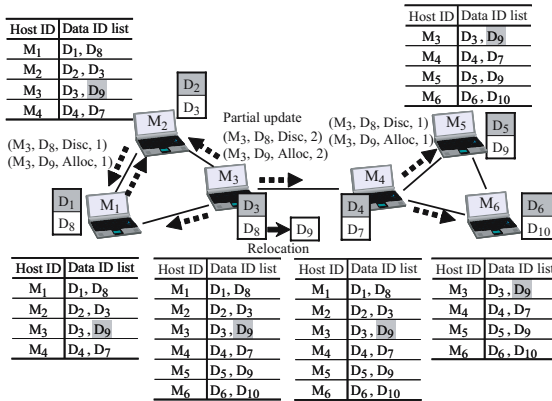 Host ID Data ID list
M1 D1, D8
M2 D2, D3
M3 D3, D9
M4 D4, D7
Host ID Data ID list
M3 D3, D9
M4 D4, D7
M5 D5, D9
M6 D6, D10
D2
D3
M2
Partial update
(M3, D8, Disc, 2)
(M3, D9, Alloc, 2)
(M3, D8, Disc, 1)
(M3, D9, Alloc, 1)
(M3, D8, Disc, 1)
(M3, D9, Alloc, 1)
M5
D5
D9
M1
D1
D8
M3
D3
D8
D9
Relocation
M4
D4
D7
M6
D6
D10
Host ID Data ID list
M1 D1, D8
M2 D2, D3
M3 D3, D9
M4 D4, D7
Host ID Data ID list
M1 D1, D8
M2 D2, D3
M3 D3, D9
M4 D4, D7
M5 D5, D9
M6 D6, D10
Host ID Data ID list
M1 D1, D8
M2 D2, D3
M3 D3, D9
M4 D4, D7
M5 D5, D9
M6 D6, D10
Host ID Data ID list
M3 D3, D9
M4 D4, D7
M5 D5, D9
M6 D6, D10